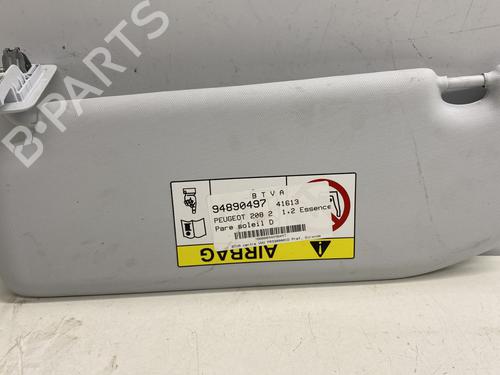 B-PARTS
B T V A
94890497 41613
PEUGEOT 208 2 1.2 Essence
Pare soleil D
AIRBAG